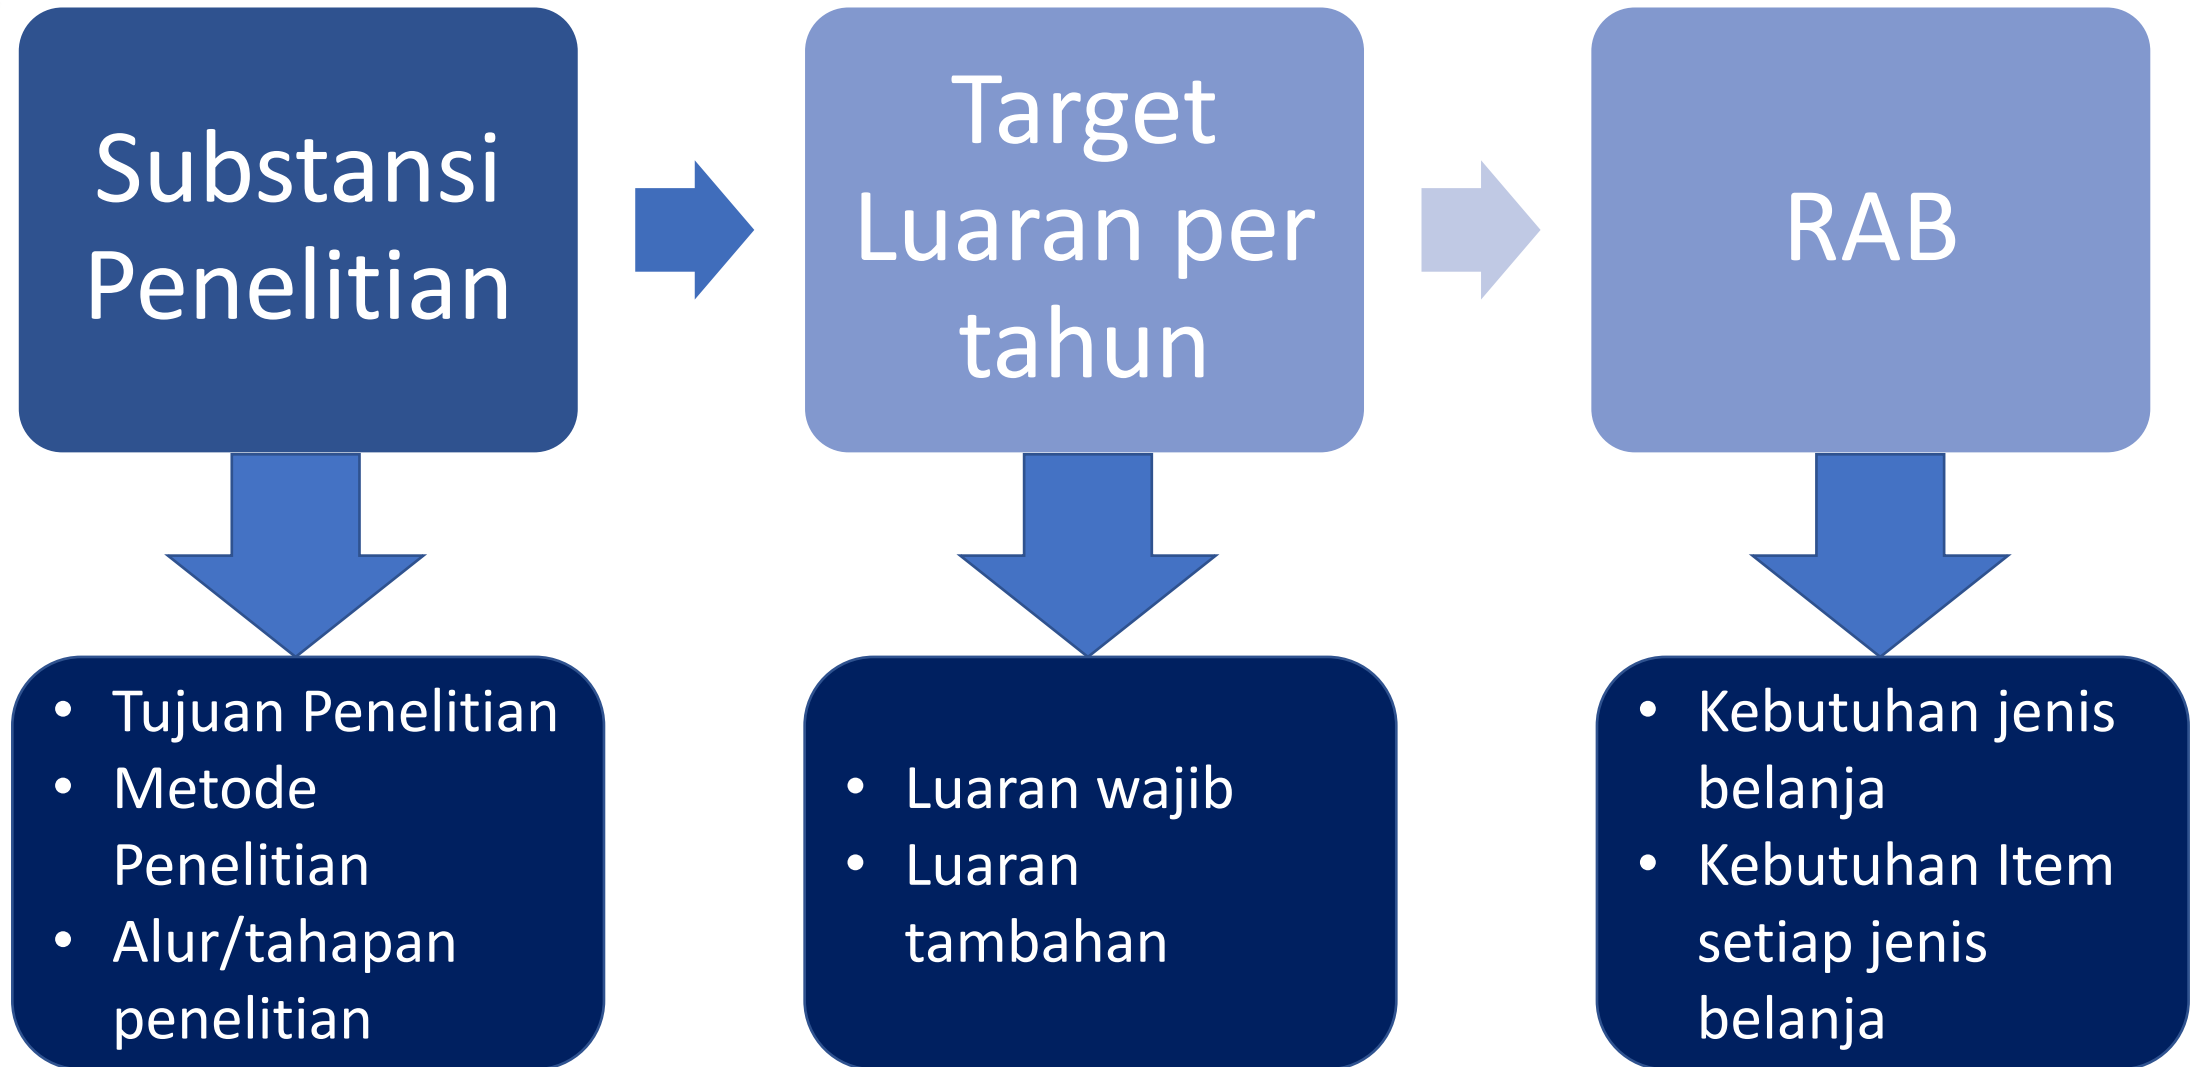 Substansi
Penelitian
Target
Luaran per
tahun
RAB
• Tujuan Penelitian
• Metode
Penelitian
• Alur/tahapan
penelitian
• Luaran wajib
• Luaran
tambahan
• Kebutuhan jenis
belanja
• Kebutuhan Item
setiap jenis
belanja